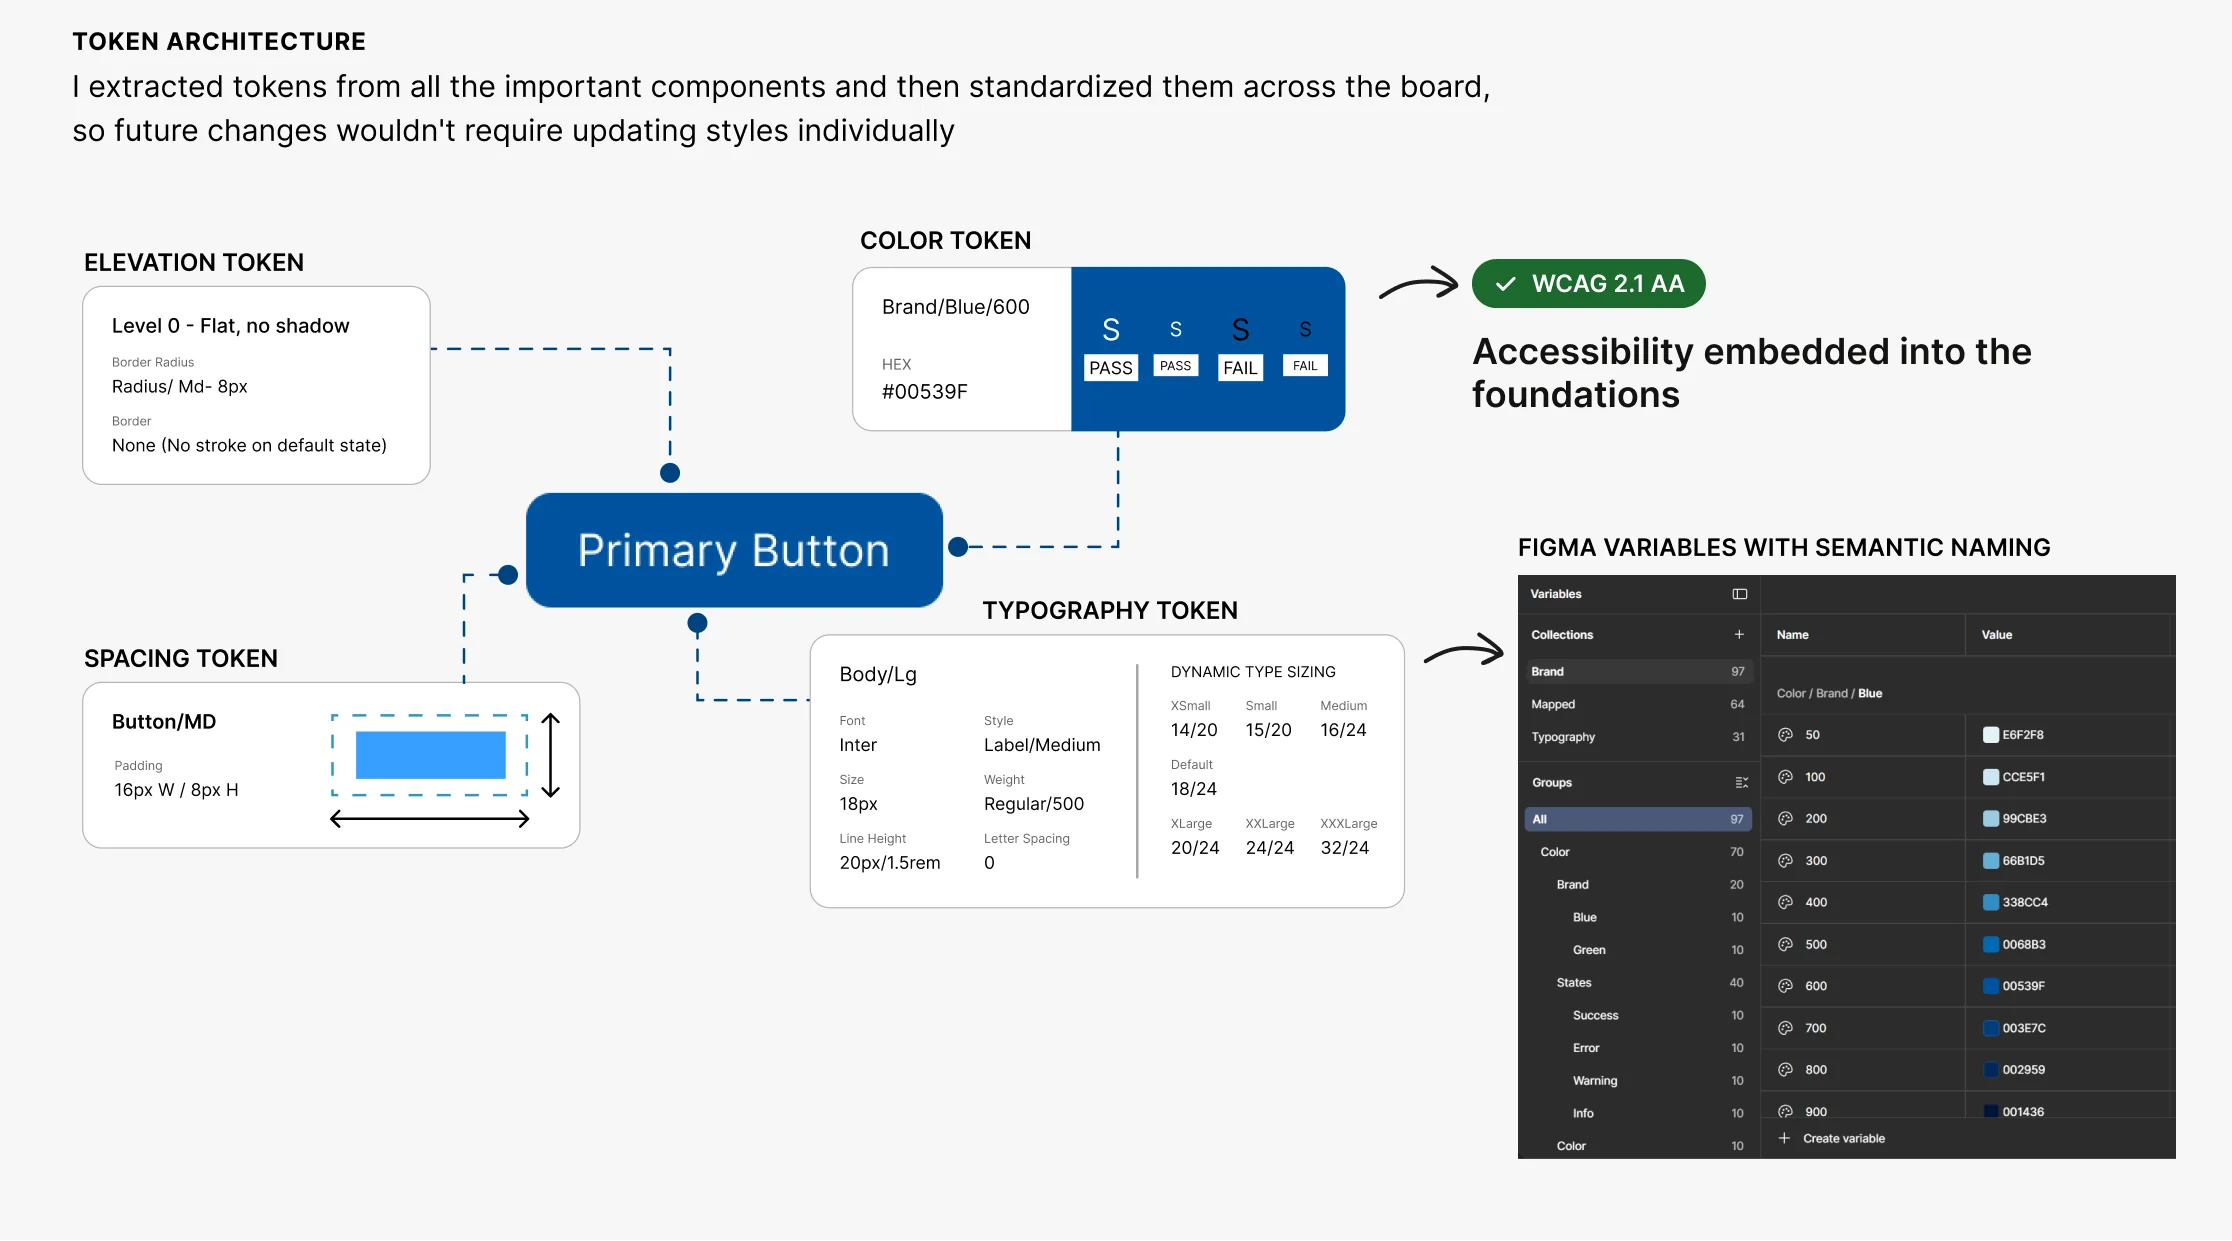 TOKEN ARCHITECTURE
I extracted tokens from all the important components and then standardized them across the board,
so future changes wouldn't require updating styles individually
ELEVATION TOKEN
Level 0 - Flat, no shadow
Border Radius
Radius/ Md- 8px
Border
None (No stroke on default state)
COLOR TOKEN
Brand/Blue/600
HEX
#00539F
S S S S
PASS PASS FAIL FAIL
WCAG 2.1 AA
Accessibility embedded into the
foundations
Primary Button
SPACING TOKEN
Button/MD
Padding
16px W / 8px H
TYPOGRAPHY TOKEN
Body/Lg
Font Style
Inter Label/Medium
Size Weight
18px Regular/500
Line Height Letter Spacing
20px/1.5rem 0
DYNAMIC TYPE SIZING
XSmall Small Medium
14/20 15/20 16/24
Default
18/24
XLarge XXLarge XXXLarge
20/24 24/24 32/24
FIGMA VARIABLES WITH SEMANTIC NAMING
Variables
Collections
Brand 97
Mapped 64
Typography 31
Groups
All 97
Color 70
Brand 20
Blue 10
Green 10
States 40
Success 10
Error 10
Warning 10
Info 10
Color 10
Name Value
Color / Brand / Blue
50 E6F2F8
100 CCE5F1
200 99CBE3
300 66B1D5
400 338CC4
500 0068B3
600 00539F
700 003E7C
800 002959
900 001436
Create variable